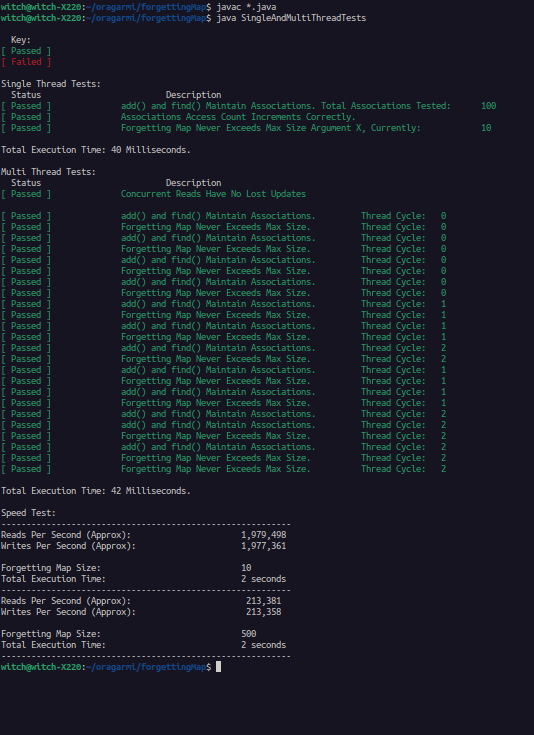 witch@witch-X220:~/oragarmi/forgettingMap$ javac *.java
witch@witch-X220:~/oragarmi/forgettingMap$ java SingleAndMultiThreadTests
Key:
[ Passed ]
[ Failed ]
Single Thread Tests:
Status Description
[ Passed ] add() and find() Maintain Associations. Total Associations Tested: 100
[ Passed ] Associations Access Count Increments Correctly.
[ Passed ] Forgetting Map Never Exceeds Max Size Argument X, Currently: 10
Total Execution Time: 40 Milliseconds.
Multi Thread Tests:
Status Description
[ Passed ] Concurrent Reads Have No Lost Updates
[ Passed ] add() and find() Maintain Associations. Thread Cycle: 0
[ Passed ] Forgetting Map Never Exceeds Max Size. Thread Cycle: 0
[ Passed ] add() and find() Maintain Associations. Thread Cycle: 0
[ Passed ] Forgetting Map Never Exceeds Max Size. Thread Cycle: 0
[ Passed ] add() and find() Maintain Associations. Thread Cycle: 0
[ Passed ] Forgetting Map Never Exceeds Max Size. Thread Cycle: 0
[ Passed ] add() and find() Maintain Associations. Thread Cycle: 0
[ Passed ] Forgetting Map Never Exceeds Max Size. Thread Cycle: 0
[ Passed ] add() and find() Maintain Associations. Thread Cycle: 1
[ Passed ] Forgetting Map Never Exceeds Max Size. Thread Cycle: 1
[ Passed ] add() and find() Maintain Associations. Thread Cycle: 1
[ Passed ] Forgetting Map Never Exceeds Max Size. Thread Cycle: 1
[ Passed ] add() and find() Maintain Associations. Thread Cycle: 2
[ Passed ] Forgetting Map Never Exceeds Max Size. Thread Cycle: 2
[ Passed ] add() and find() Maintain Associations. Thread Cycle: 1
[ Passed ] Forgetting Map Never Exceeds Max Size. Thread Cycle: 1
[ Passed ] add() and find() Maintain Associations. Thread Cycle: 1
[ Passed ] Forgetting Map Never Exceeds Max Size. Thread Cycle: 1
[ Passed ] add() and find() Maintain Associations. Thread Cycle: 2
[ Passed ] add() and find() Maintain Associations. Thread Cycle: 2
[ Passed ] Forgetting Map Never Exceeds Max Size. Thread Cycle: 2
[ Passed ] add() and find() Maintain Associations. Thread Cycle: 2
[ Passed ] Forgetting Map Never Exceeds Max Size. Thread Cycle: 2
[ Passed ] Forgetting Map Never Exceeds Max Size. Thread Cycle: 2
Total Execution Time: 42 Milliseconds.
Speed Test:
----------------------------------------------------------
Reads Per Second (Approx): 1,979,498
Writes Per Second (Approx): 1,977,361
Forgetting Map Size: 10
Total Execution Time: 2 seconds
----------------------------------------------------------
Reads Per Second (Approx): 213,381
Writes Per Second (Approx): 213,358
Forgetting Map Size: 500
Total Execution Time: 2 seconds
----------------------------------------------------------
witch@witch-X220:~/oragarmi/forgettingMap$